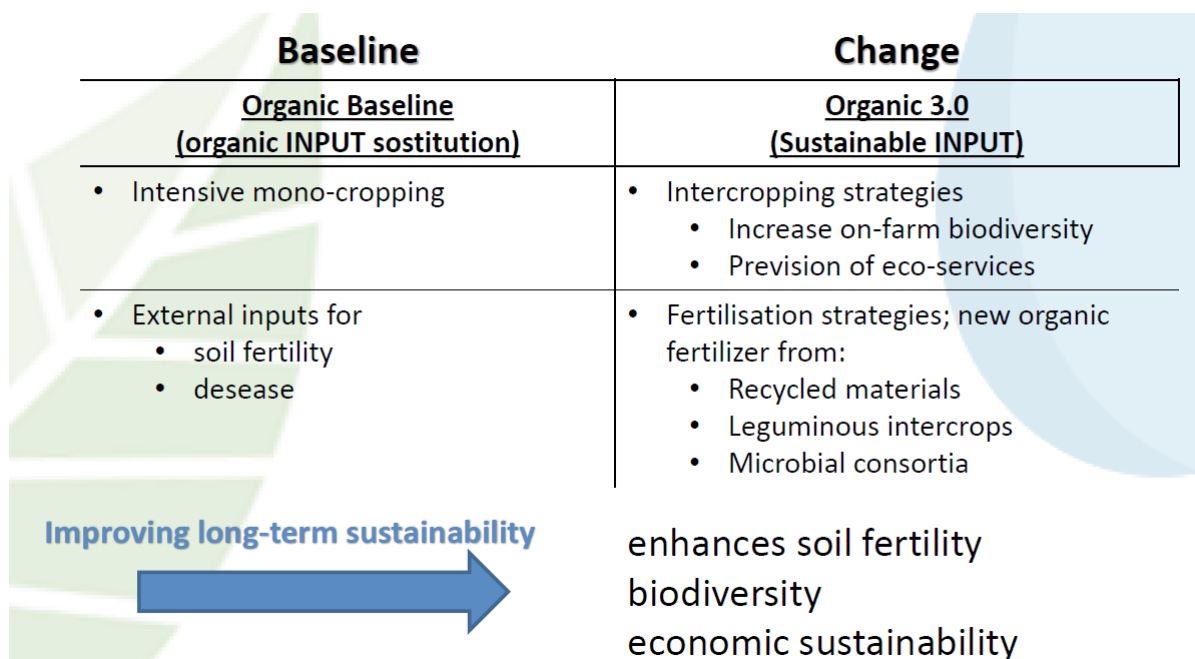 Baseline
Change
Organic Baseline
(organic INPUT sostitution)
Organic 3.0
(Sustainable INPUT)
• Intensive mono-cropping
• Intercropping strategies
• Increase on-farm biodiversity
• Prevision of eco-services
• External inputs for
• soil fertility
• desease
• Fertilisation strategies; new organic
fertilizer from:
• Recycled materials
• Leguminous intercrops
• Microbial consortia
Improving long-term sustainability
enhances soil fertility
biodiversity
economic sustainability